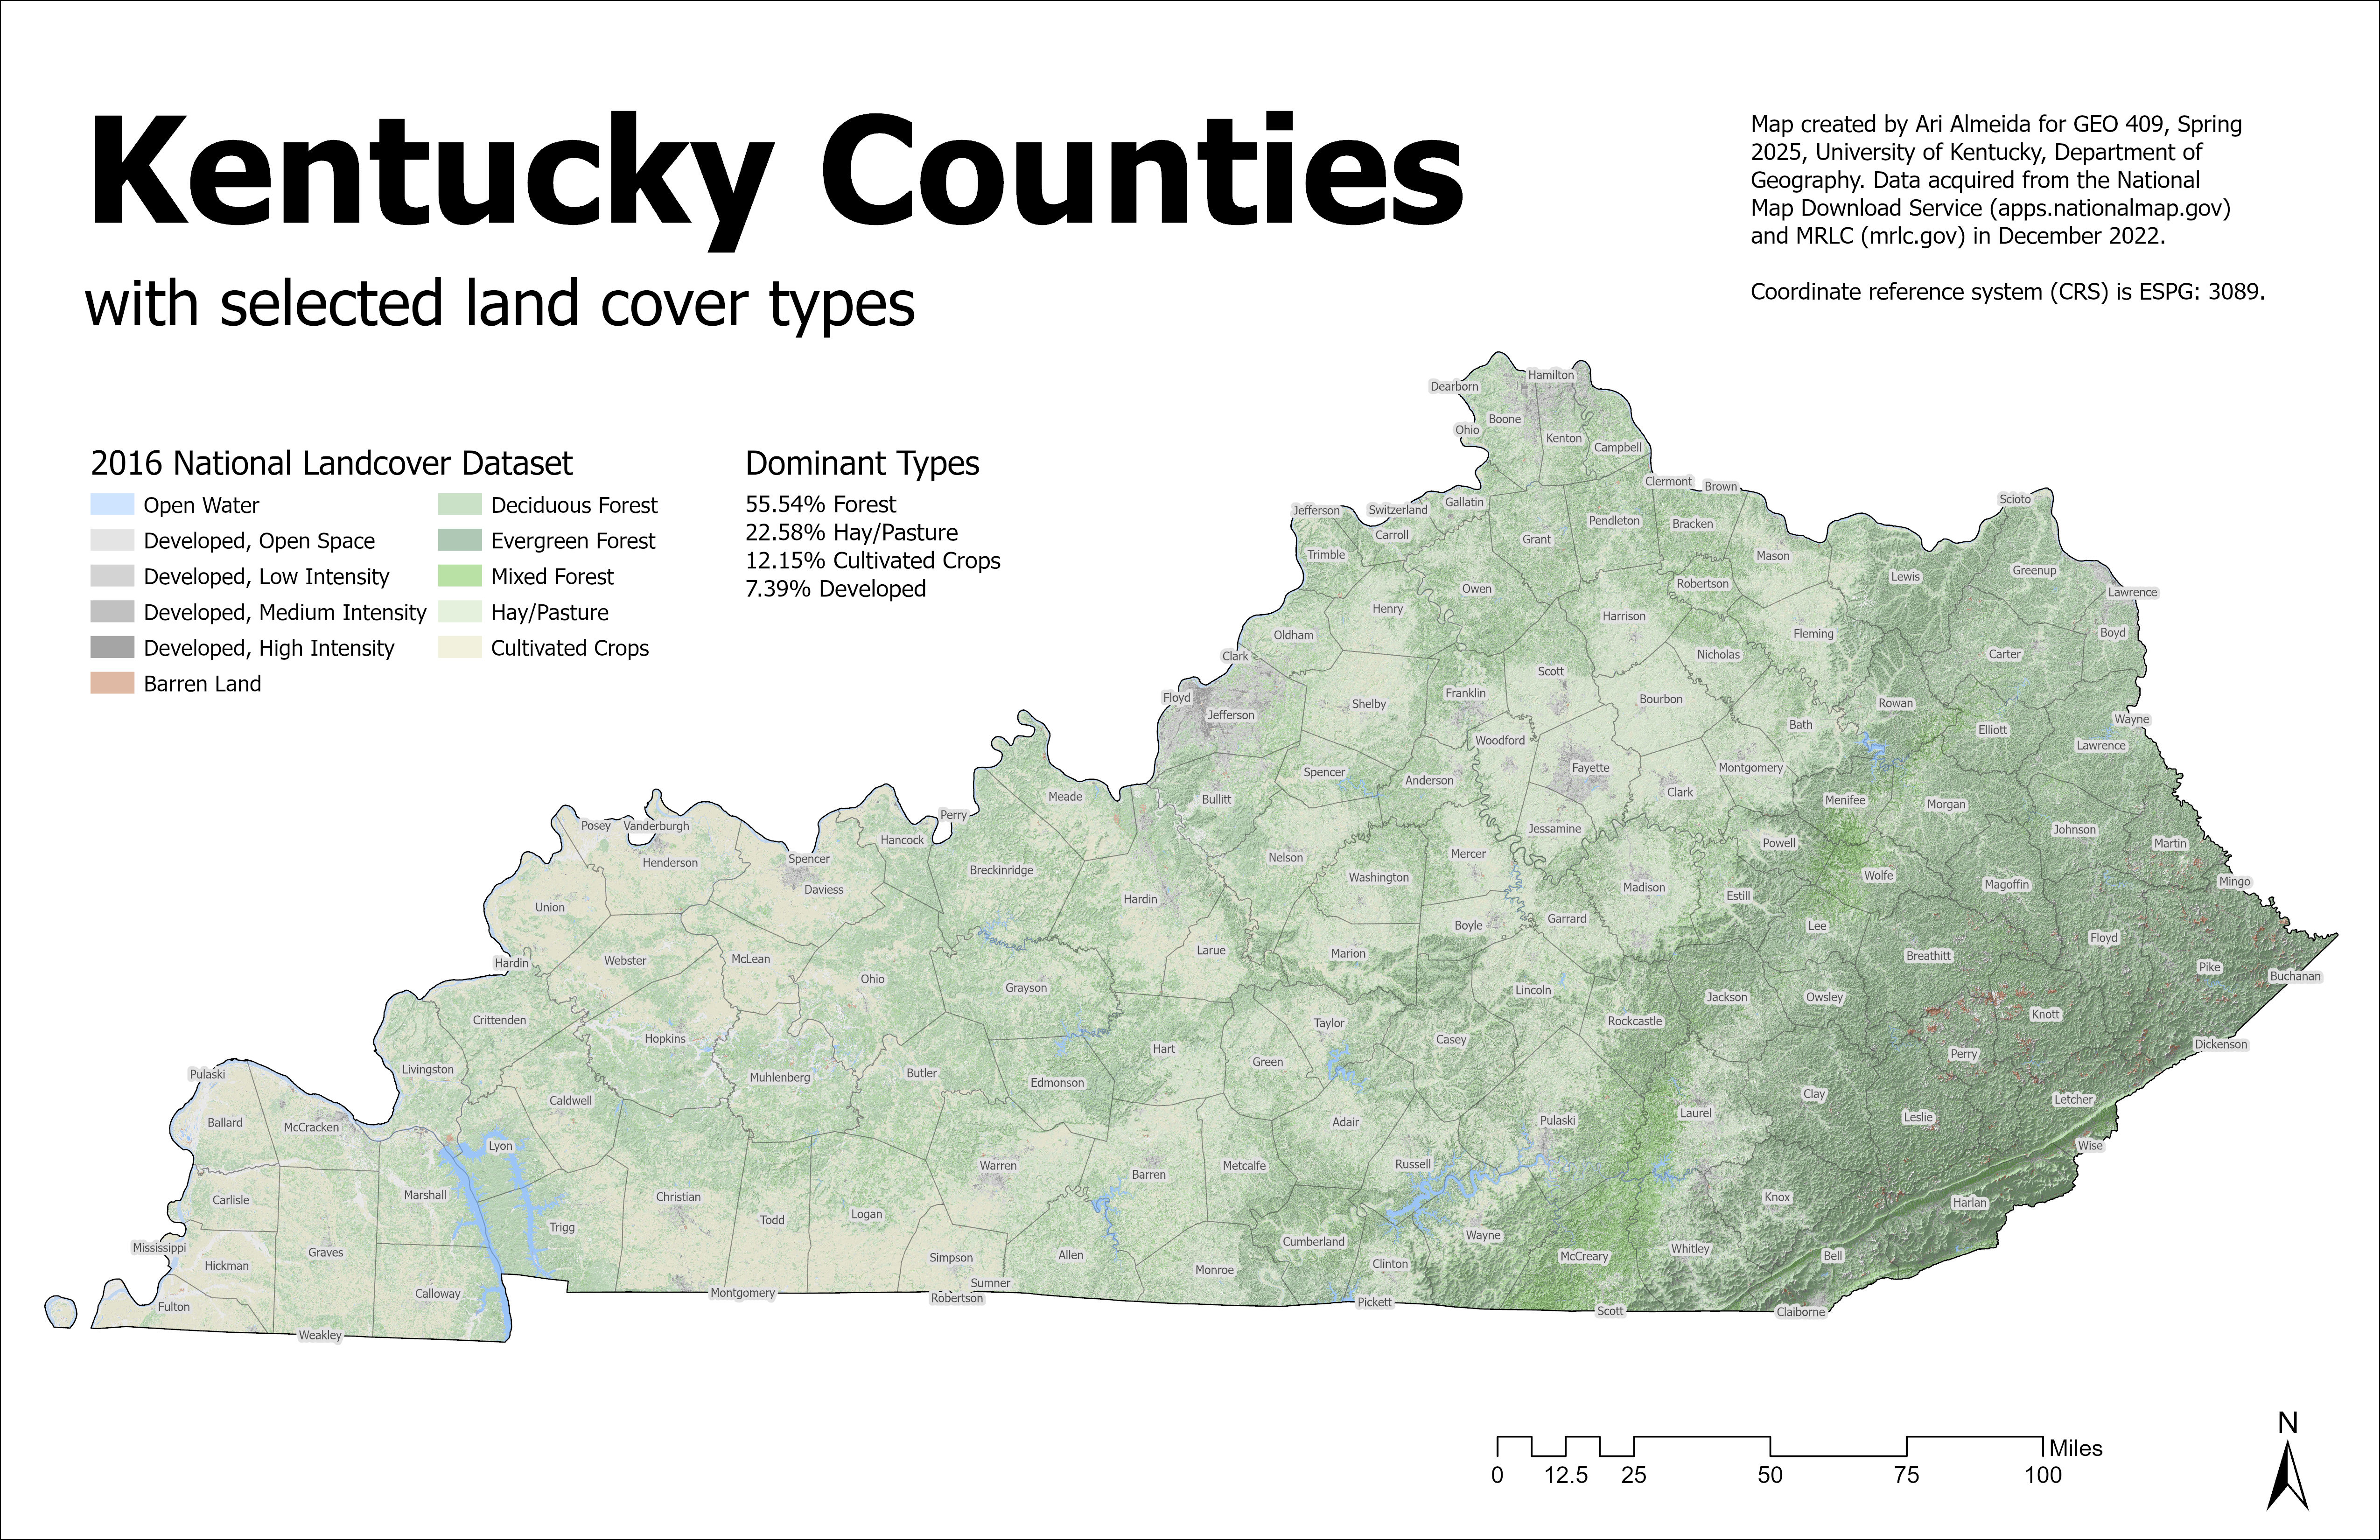 Kentucky Counties
with selected land cover types
Map created by Ari Almeida for GEO 409, Spring
2025, University of Kentucky, Department of
Geography. Data acquired from the National
Map Download Service (apps.nationalmap.gov)
and MRLC (mrlc.gov) in December 2022.
Coordinate reference system (CRS) is ESPG: 3089.
2016 National Landcover Dataset
Open Water
Developed, Open Space
Developed, Low Intensity
Developed, Medium Intensity
Developed, High Intensity
Barren Land
Deciduous Forest
Evergreen Forest
Mixed Forest
Hay/Pasture
Cultivated Crops
Dominant Types
55.54% Forest
22.58% Hay/Pasture
12.15% Cultivated Crops
7.39% Developed
Hamilton
Dearborn
Boone
Ohio
Kenton
Campbell
Clermont
Brown
Scioto
Jefferson
Switzerland
Gallatin
Carroll
Pendleton
Bracken
Grant
Trimble
Mason
Lewis
Greenup
Robertson
Owen
Lawrence
Henry
Harrison
Oldham
Fleming
Boyd
Clark
Nicholas
Carter
Scott
Floyd
Franklin
Bourbon
Shelby
Rowan
Jefferson
Wayne
Bath
Elliott
Woodford
Lawrence
Fayette
Montgomery
Spencer
Anderson
Clark
Meade
Bullitt
Menifee
Morgan
Perry
Posey
Vanderburgh
Jessamine
Johnson
Hancock
Powell
Martin
Mercer
Nelson
Spencer
Henderson
Breckinridge
Wolfe
Washington
Mingo
Magoffin
Madison
Daviess
Estill
Hardin
Union
Garrard
Boyle
Lee
Floyd
Larue
Marion
Breathitt
McLean
Webster
Hardin
Pike
Buchanan
Ohio
Grayson
Lincoln
Jackson
Owsley
Knott
Crittenden
Rockcastle
Taylor
Hopkins
Casey
Dickenson
Hart
Perry
Green
Livingston
Pulaski
Butler
Muhlenberg
Edmonson
Clay
Letcher
Caldwell
Laurel
Leslie
Pulaski
Adair
Ballard
McCracken
Wise
Lyon
Russell
Warren
Metcalfe
Barren
Marshall
Christian
Knox
Carlisle
Harlan
Logan
Todd
Trigg
Wayne
Cumberland
Mississippi
Whitley
Graves
Allen
Bell
McCreary
Simpson
Clinton
Hickman
Monroe
Sumner
Calloway
Montgomery
Robertson
Pickett
Fulton
Scott
Claiborne
Weakley
N
Miles
0 12.5 25 50 75 100